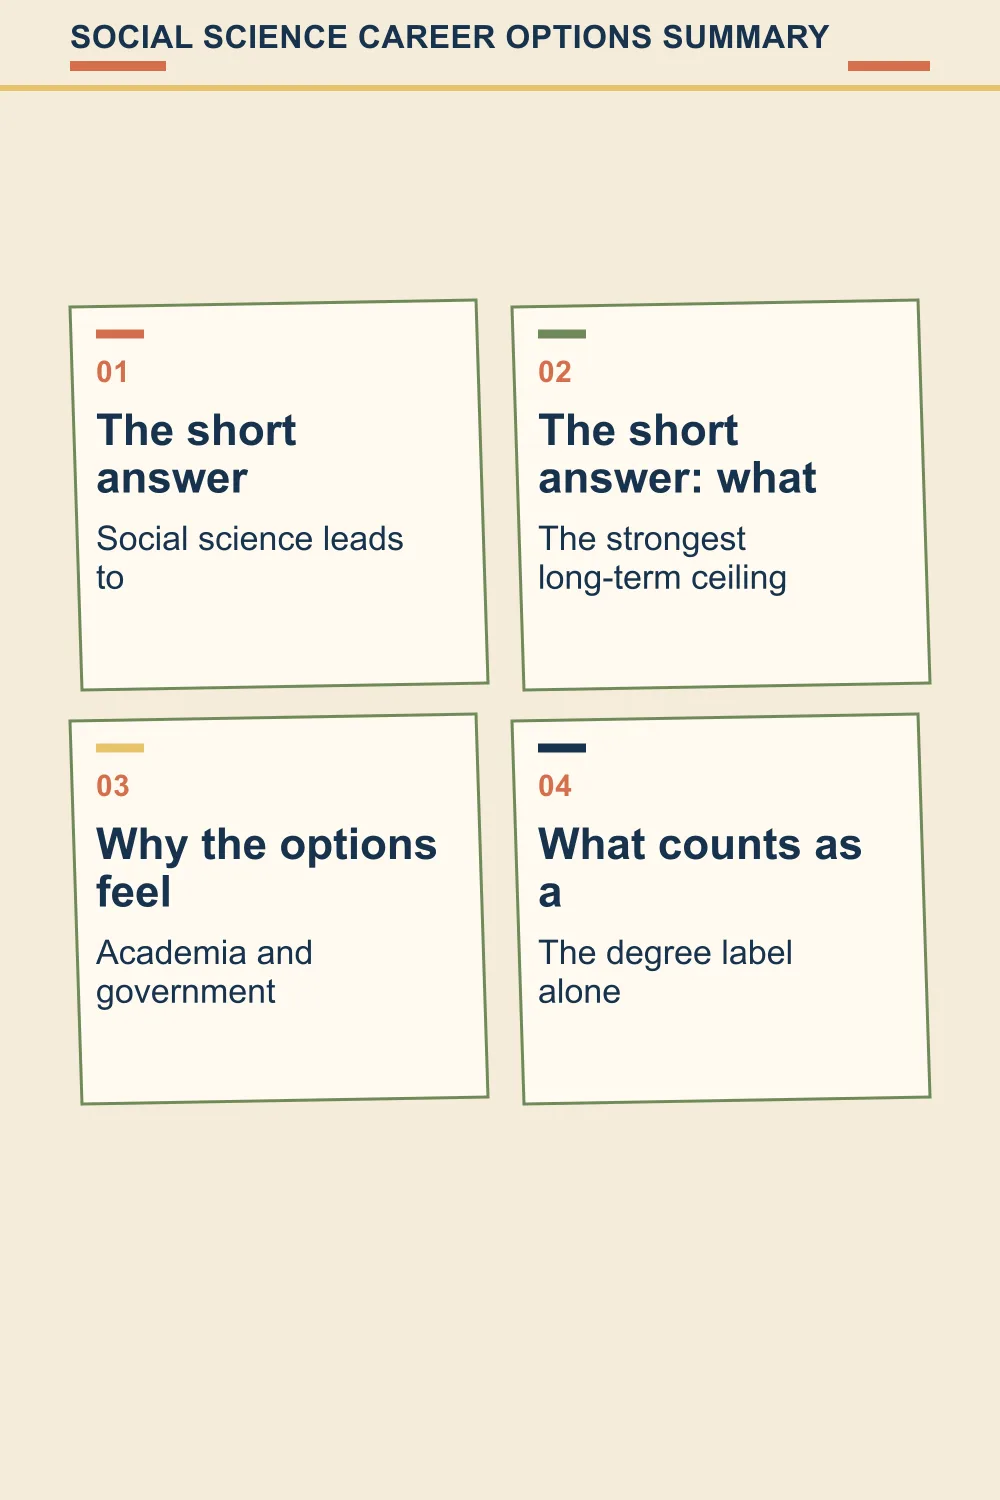 SOCIAL SCIENCE CAREER OPTIONS SUMMARY
01
The short
answer
Social science leads
to
02
The short
answer: what
The strongest
long-term ceiling
03
Why the options
feel
Academia and
government
04
What counts as
a
The degree label
alone